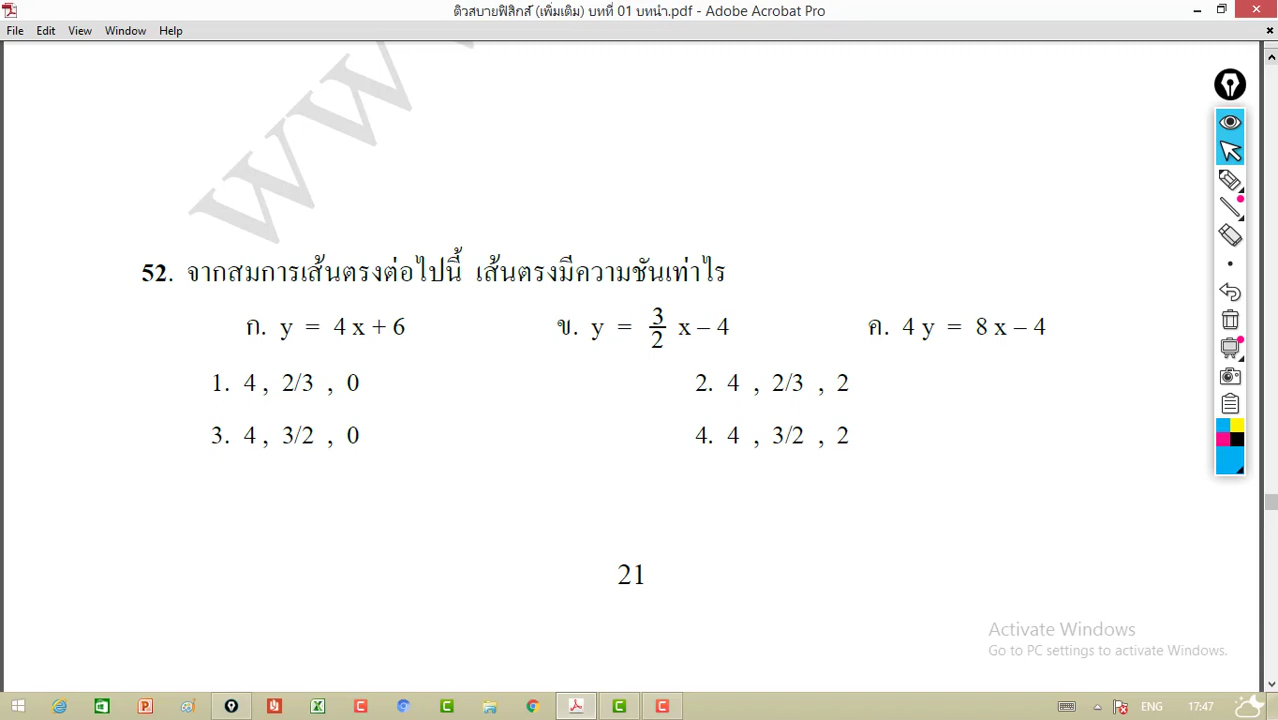 ติวสบายฟิสิกส์ (เพิ่มเติม) บทที่ 01 บทนำ.pdf - Adobe Acrobat Pro
File Edit View Window Help
WWW
52. จากสมการเส้นตรงต่อไปนี้ เส้นตรงมีความชันเท่าไร
ก. y = 4 x + 6 ข. y = 3/2 x – 4 ค. 4 y = 8 x – 4
1. 4 , 2/3 , 0 2. 4 , 2/3 , 2
3. 4 , 3/2 , 0 4. 4 , 3/2 , 2
21
Activate Windows
Go to PC settings to activate Windows.
ENG 17:47